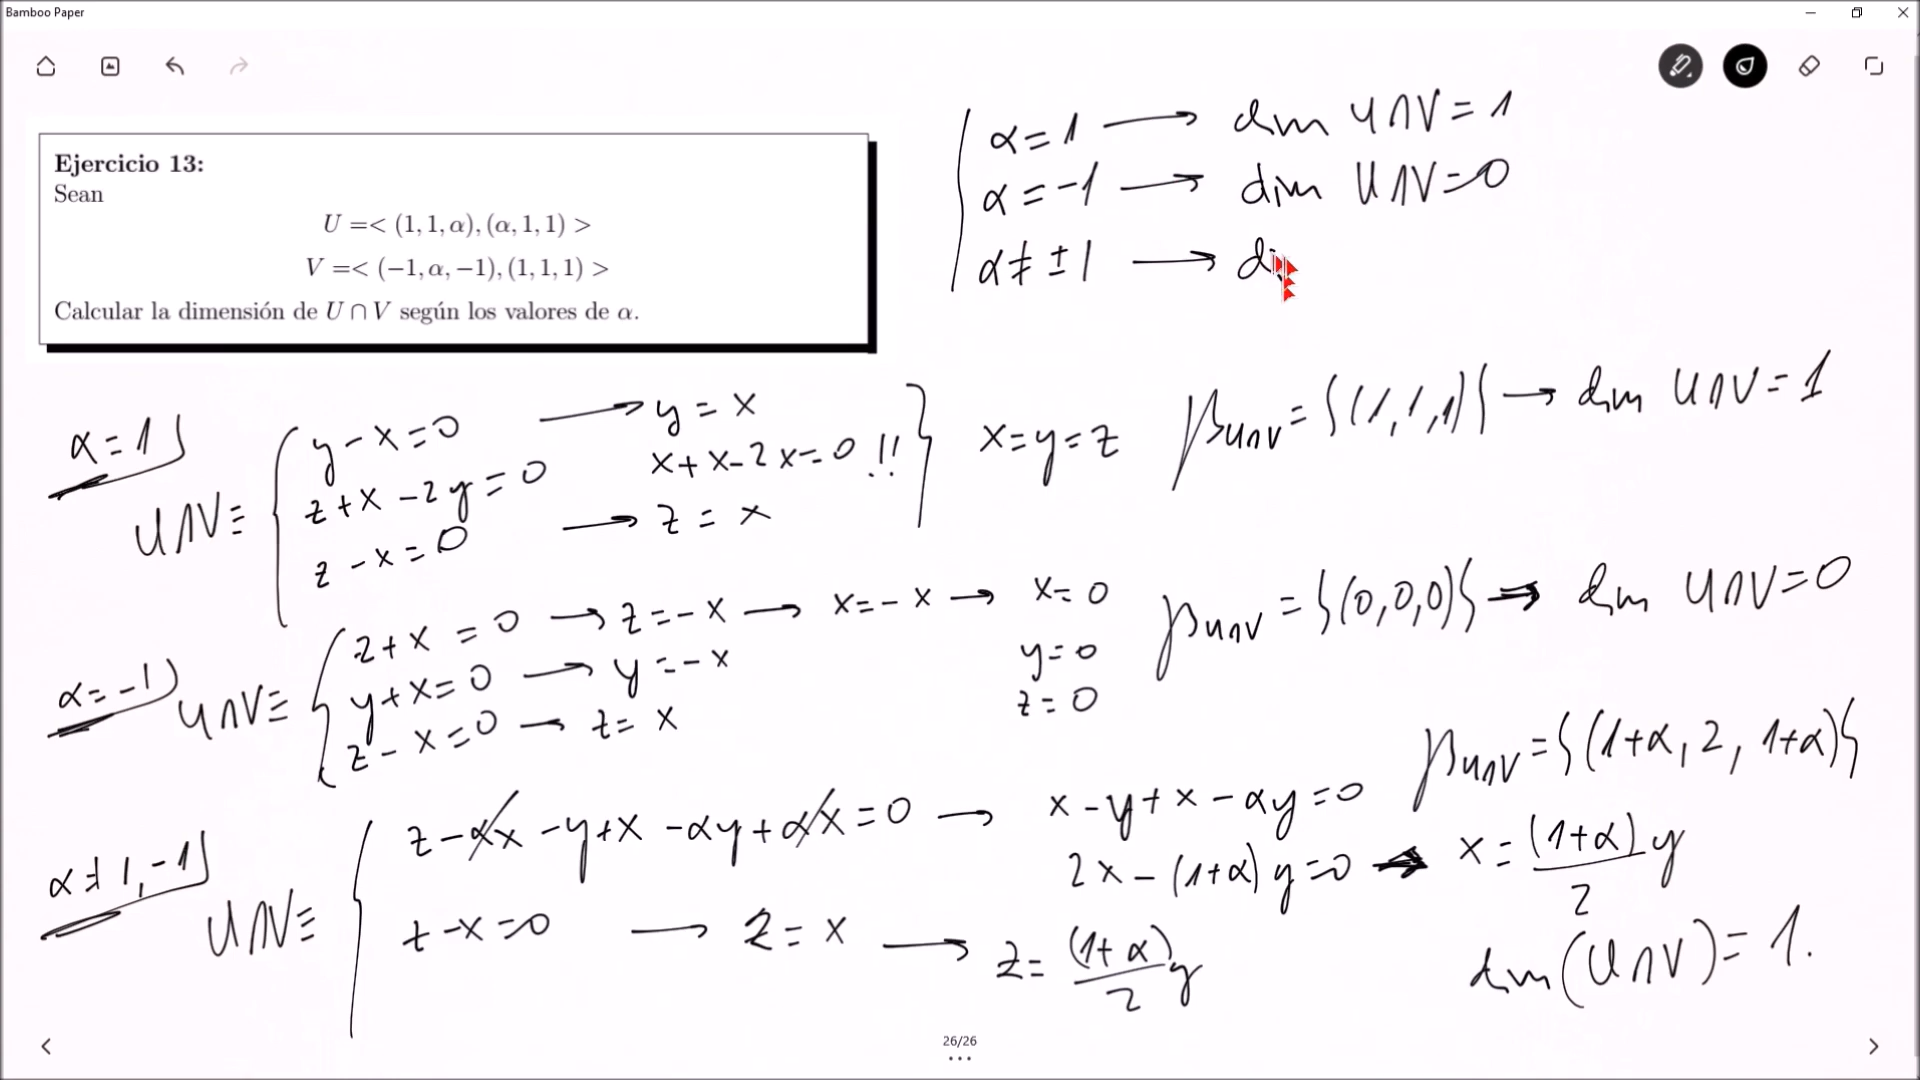 Bamboo Paper
Ejercicio 13:
Sean
U =< (1, 1, α), (α, 1, 1) >
V =< (−1, α, −1), (1, 1, 1) >
Calcular la dimensión de U ∩ V según los valores de α.
α = 1 → dim U∩V = 1
α = -1 → dim U∩V = 0
α ≠ ±1 → di
α = 1
U∩V ≡
y - x = 0 → y = x
z + x - 2y = 0 x + x - 2x = 0 !!
z - x = 0 → z = x
x = y = z
β U∩V = {(1,1,1)} → dim U∩V = 1
α = -1
U∩V ≡
z + x = 0 → z = -x → x = -x → x = 0
y + x = 0 → y = -x y = 0
z - x = 0 → z = x z = 0
β U∩V = {(0,0,0)} → dim U∩V = 0
α ≠ 1, -1
U∩V ≡
z - αx - y + x - αy + αx = 0 → x - y + x - αy = 0
2x - (1+α) y = 0 → x = (1+α)/2 y
z - x = 0 → z = x → z = (1+α)/2 y
β U∩V = {(1+α, 2, 1+α)}
dim (U∩V) = 1.
26/26